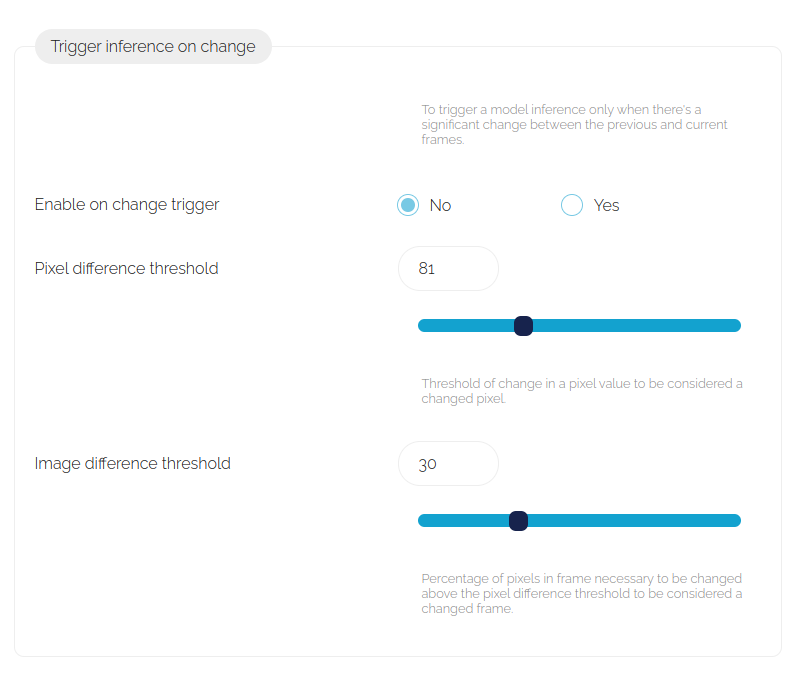 Trigger inference on change
To trigger a model inference only when there's a
significant change between the previous and current
frames.
Enable on change trigger
No
Yes
Pixel difference threshold
81
Threshold of change in a pixel value to be considered a
changed pixel.
Image difference threshold
30
Percentage of pixels in frame necessary to be changed
above the pixel difference threshold to be considered a
changed frame.